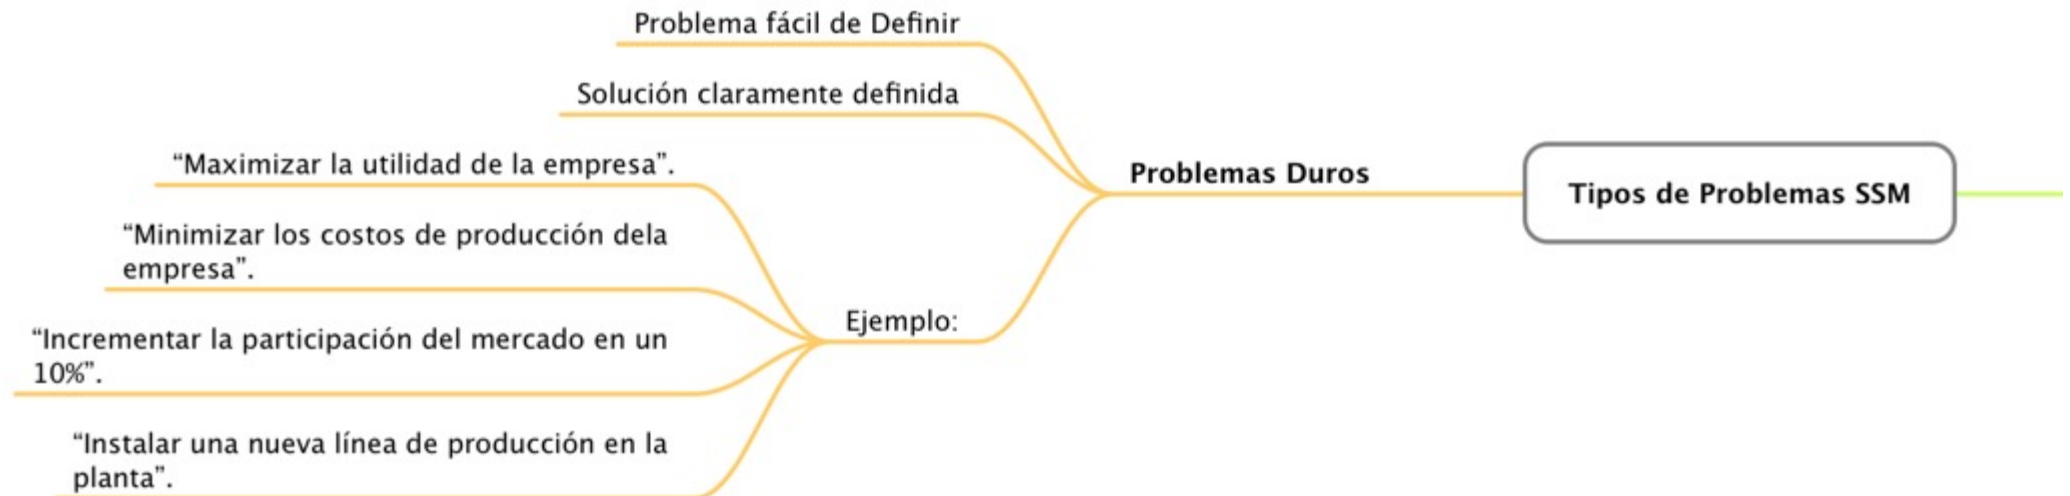 Problema fácil de Definir
Solución claramente definida
“Maximizar la utilidad de la empresa”.
“Minimizar los costos de producción dela
empresa”.
“Incrementar la participación del mercado en un
10%”.
“Instalar una nueva línea de producción en la
planta”.
Ejemplo:
Problemas Duros
Tipos de Problemas SSM